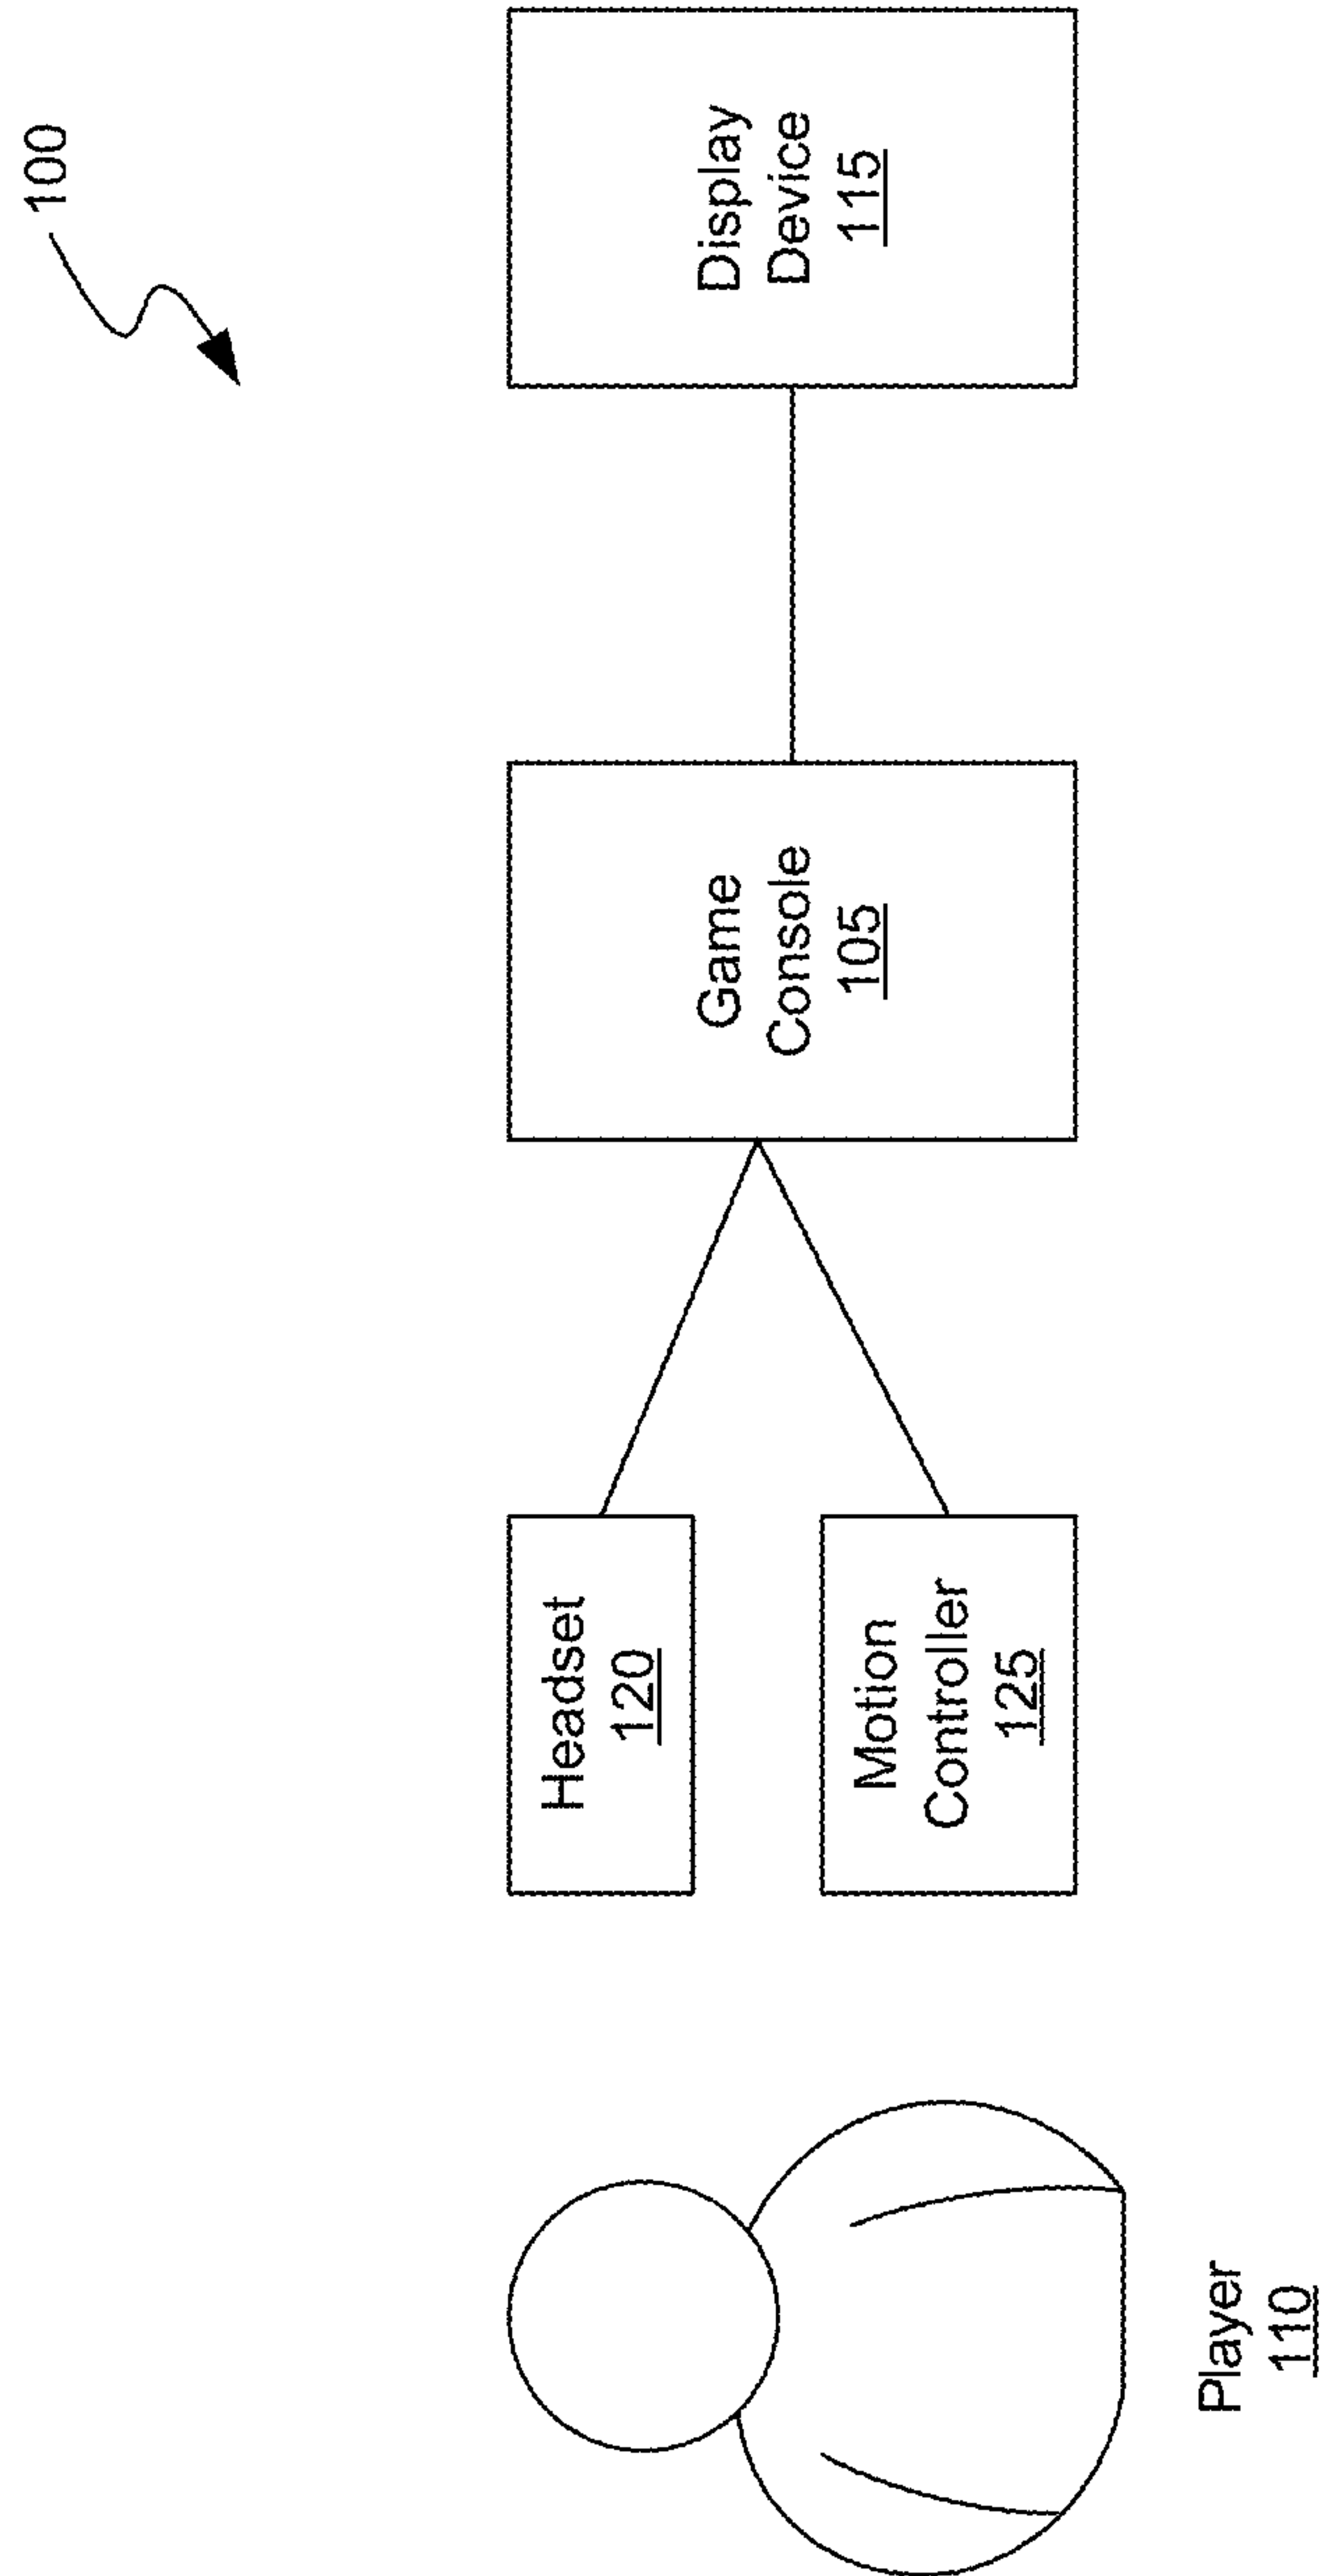 100
Player
110
Headset
120
Motion
Controller
125
Game
Console
105
Display
Device
115